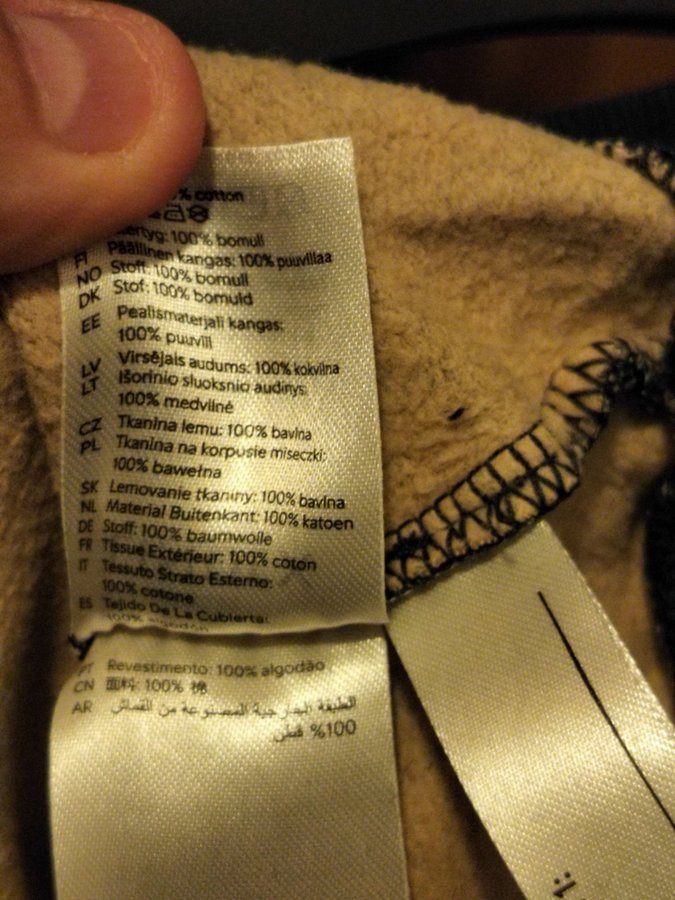 % cotton
ertyg: 100% bomull
FI Päällinen kangas: 100% puuvillaa
NO Stoff: 100% bomull
DK Stof: 100% bomuld
EE Pealismaterjali kangas:
100% puuvill
LV Virsējais audums: 100% kokvilna
LT Išorinio sluoksnio audinys:
100% medvilnė
CZ Tkanina lemu: 100% bavlna
PL Tkanina na korpusie miseczki:
100% bawełna
SK Lemovanie tkaniny: 100% bavlna
NL Material Buitenkant: 100% katoen
DE Stoff: 100% baumwolle
FR Tissue Extérieur: 100% coton
IT Tessuto Strato Esterno:
100% cotone
ES Tejido De La Cubierta:
100% algodón
PT Revestimento: 100% algodão
CN 面料: 100% 棉
AR الطبقة الخارجية المصنوعة من القماش
100% قطن